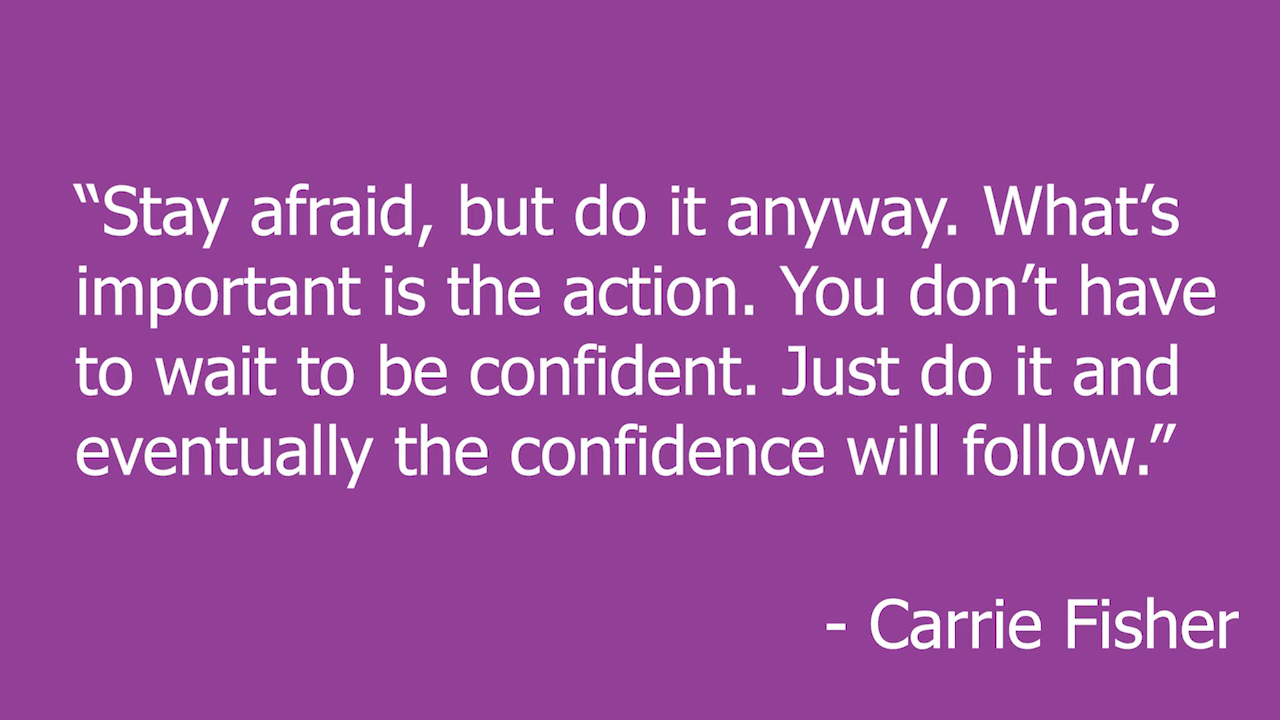 “Stay afraid, but do it anyway. What’s
important is the action. You don’t have
to wait to be confident. Just do it and
eventually the confidence will follow.”
- Carrie Fisher